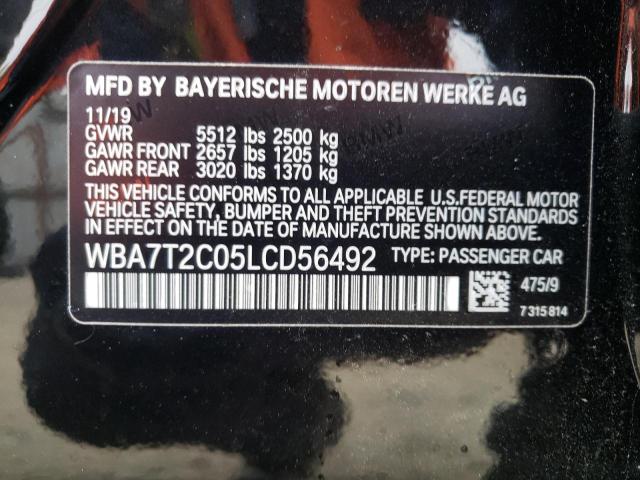 MFD BY BAYERISCHE MOTOREN WERKE AG
11/19
GVWR 5512 lbs 2500 kg
GAWR FRONT 2657 lbs 1205 kg
GAWR REAR 3020 lbs 1370 kg
THIS VEHICLE CONFORMS TO ALL APPLICABLE U.S.FEDERAL MOTOR
VEHICLE SAFETY, BUMPER AND THEFT PREVENTION STANDARDS
IN EFFECT ON THE DATE OF MANUFACTURE SHOWN ABOVE.
WBA7T2C05LCD56492 TYPE: PASSENGER CAR
475/9
7 315 814